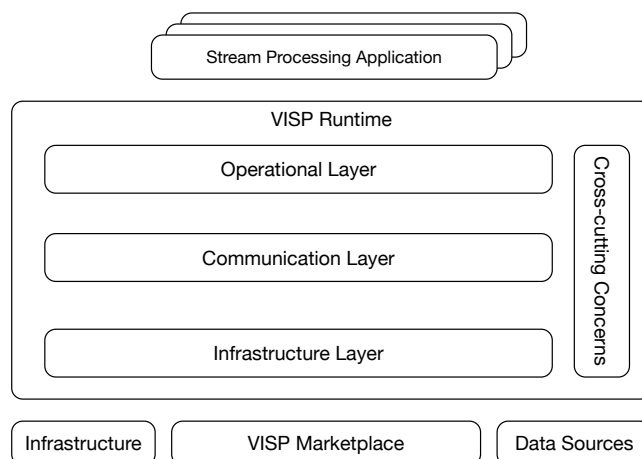 Stream Processing Application
VISP Runtime
Operational Layer
Communication Layer
Infrastructure Layer
Cross-cutting
Concerns
Infrastructure
VISP Marketplace
Data Sources